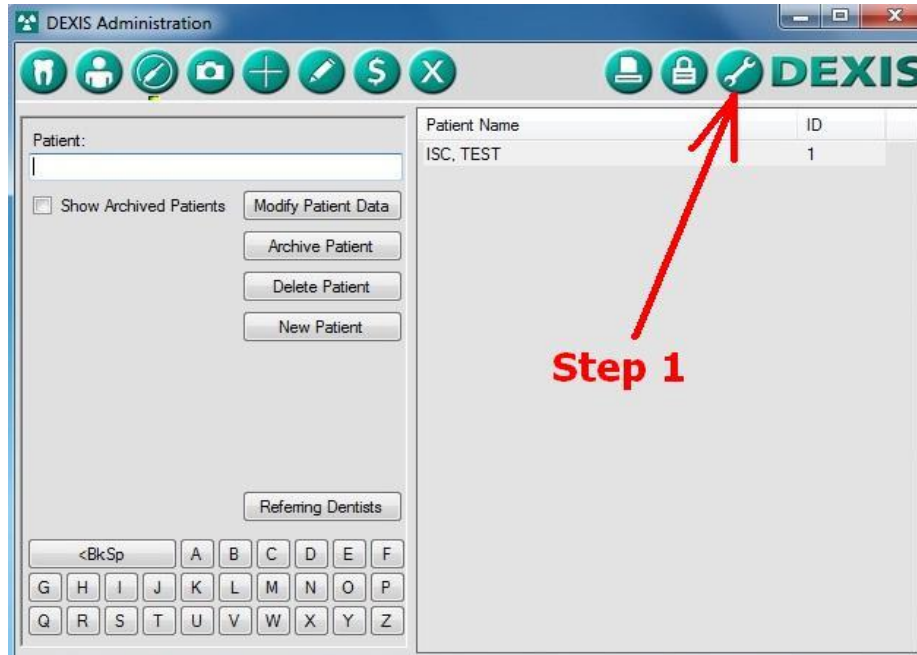 DEXIS Administration
$
X
DEXIS
Patient:
Show Archived Patients
Modify Patient Data
Archive Patient
Delete Patient
New Patient
Referring Dentists
<BkSp A B C D E F
G H I J K L M N O P
Q R S T U V W X Y Z
Patient Name ID
ISC, TEST 1
Step 1